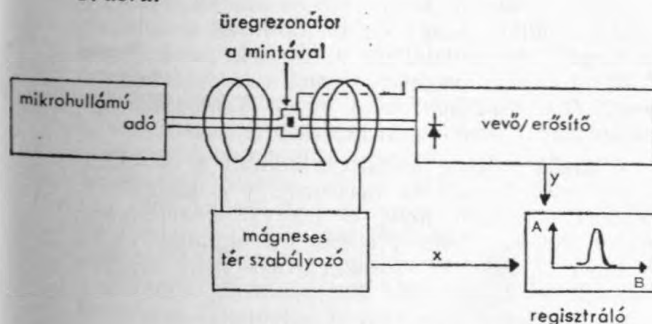 üregrezonátor
a mintával
mikrohullámú
adó
vevő/erősítő
y
mágneses
tér szabályozó
x
A
B
regisztráló